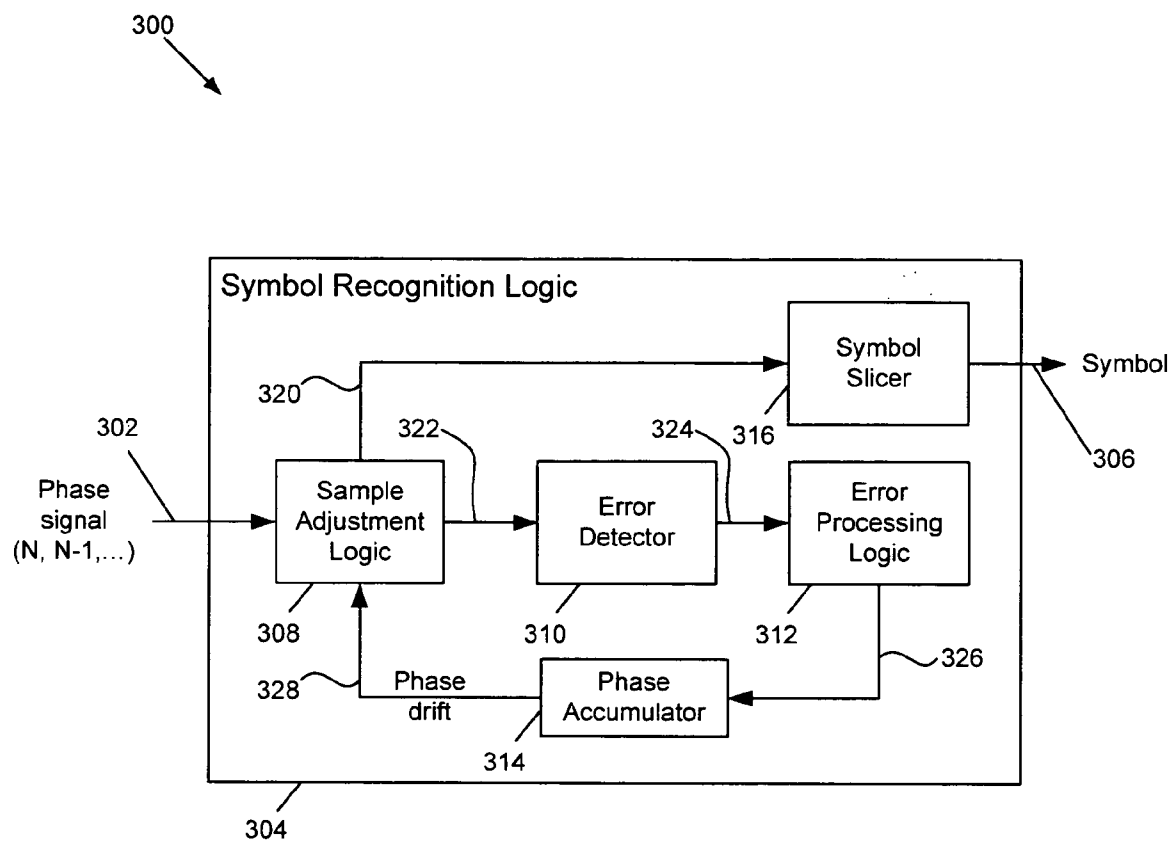 300
Symbol Recognition Logic
Symbol
Slicer
Symbol
320
316
306
302
322
324
Phase
signal
(N, N-1,...)
Sample
Adjustment
Logic
Error
Detector
Error
Processing
Logic
308
310
312
326
328
Phase
drift
Phase
Accumulator
314
304